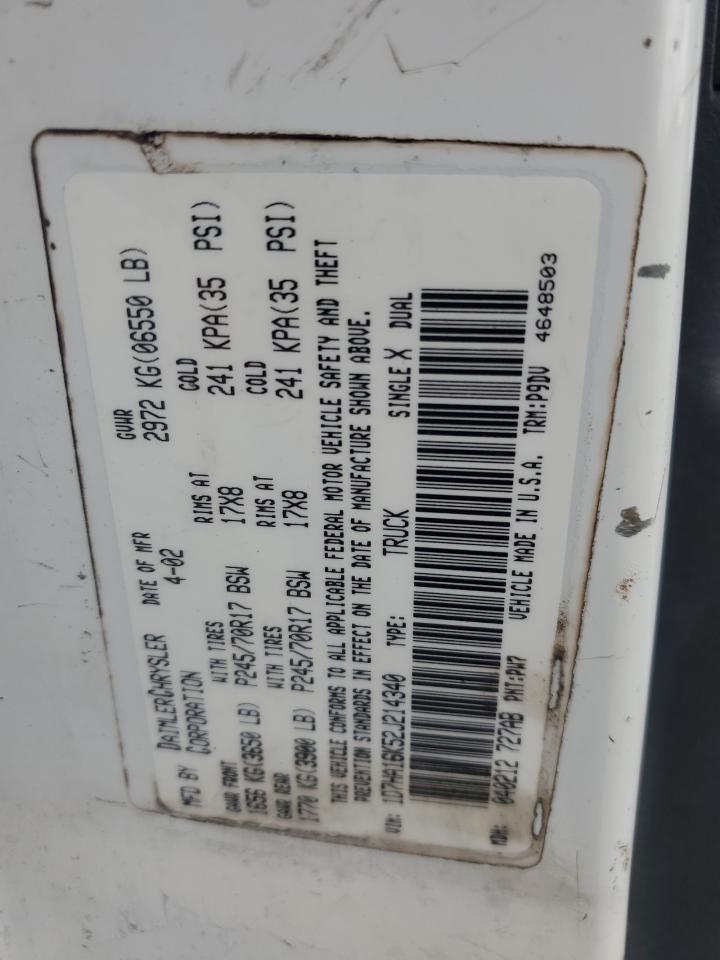 MFD BY DAIMLERCHRYSLER CORPORATION DATE OF MFR 4-02 GVWR 2972 KG(06550 LB)
GAWR FRONT WITH TIRES RIMS AT COLD
1656 KG(3650 LB) P245/70R17 BSW 17X8 241 KPA(35 PSI)
GAWR REAR WITH TIRES RIMS AT COLD
1770 KG(3900 LB) P245/70R17 BSW 17X8 241 KPA(35 PSI)
THIS VEHICLE CONFORMS TO ALL APPLICABLE FEDERAL MOTOR VEHICLE SAFETY AND THEFT
PREVENTION STANDARDS IN EFFECT ON THE DATE OF MANUFACTURE SHOWN ABOVE.
VIN: 1D7HA16K52J214340 TYPE: TRUCK SINGLE X DUAL
MDH: 040212 727AB PNT:PW7 VEHICLE MADE IN U.S.A. TRM:P9DV 4648503